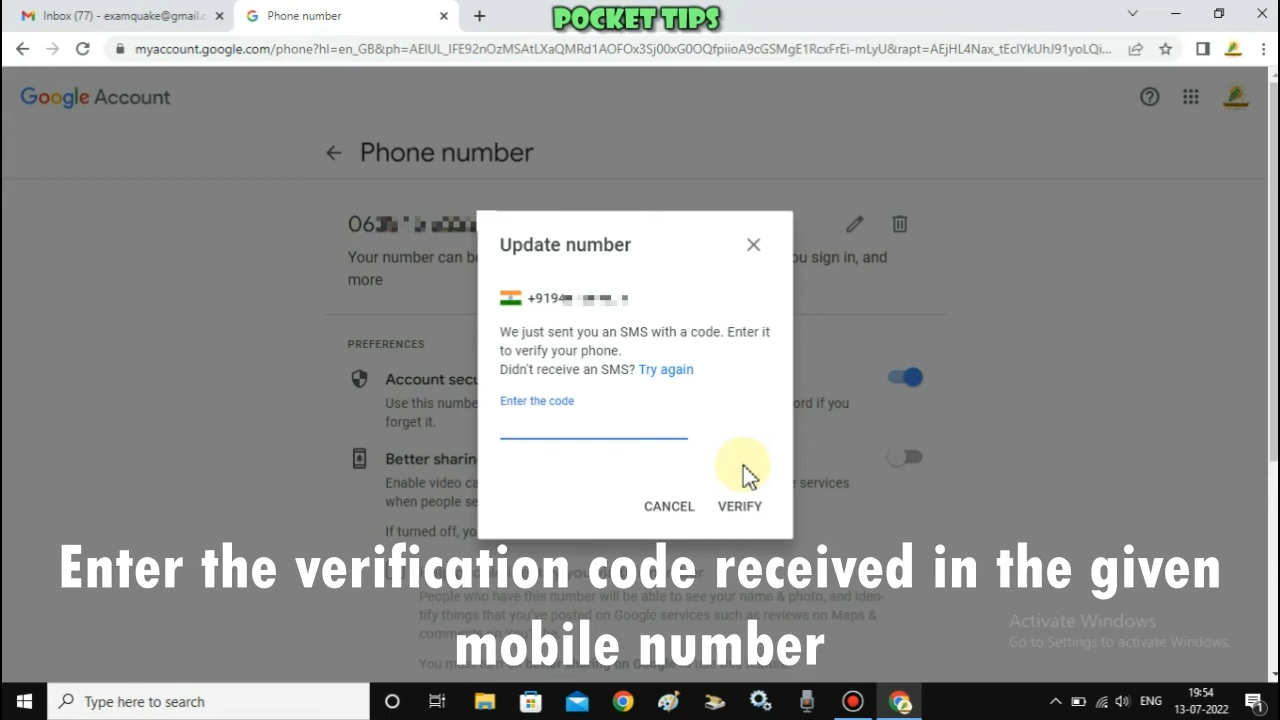 POCKET TIPS
Inbox (77) - examquake@gmail.c
Phone number
myaccount.google.com/phone?hl=en_GB&ph=AEIUL_IFE92nOzMSAtLXaQMRd1AOFOx3Sj00xG0OQfpiioA9cGSMgE1RcxFrEi-mLyU&rapt=AEjHL4Nax_tEclYkUhJ91yoLQi...
Google Account
Phone number
Your number can be
ou sign in, and
more
Update number
+919
We just sent you an SMS with a code. Enter it
to verify your phone.
Didn't receive an SMS? Try again
Enter the code
CANCEL VERIFY
PREFERENCES
Account secu
Use this numbe
ord if you
forget it.
Better sharin
Enable video ca
e services
when people se
If turned off, yo
Enter the verification code received in the given
mobile number
People who have this number will be able to see your name & photo, and iden-
tify things that you've posted on Google services such as reviews on Maps &
Activate Windows
Go to Settings to activate Windows.
Type here to search
ENG
19:54
13-07-2022
1